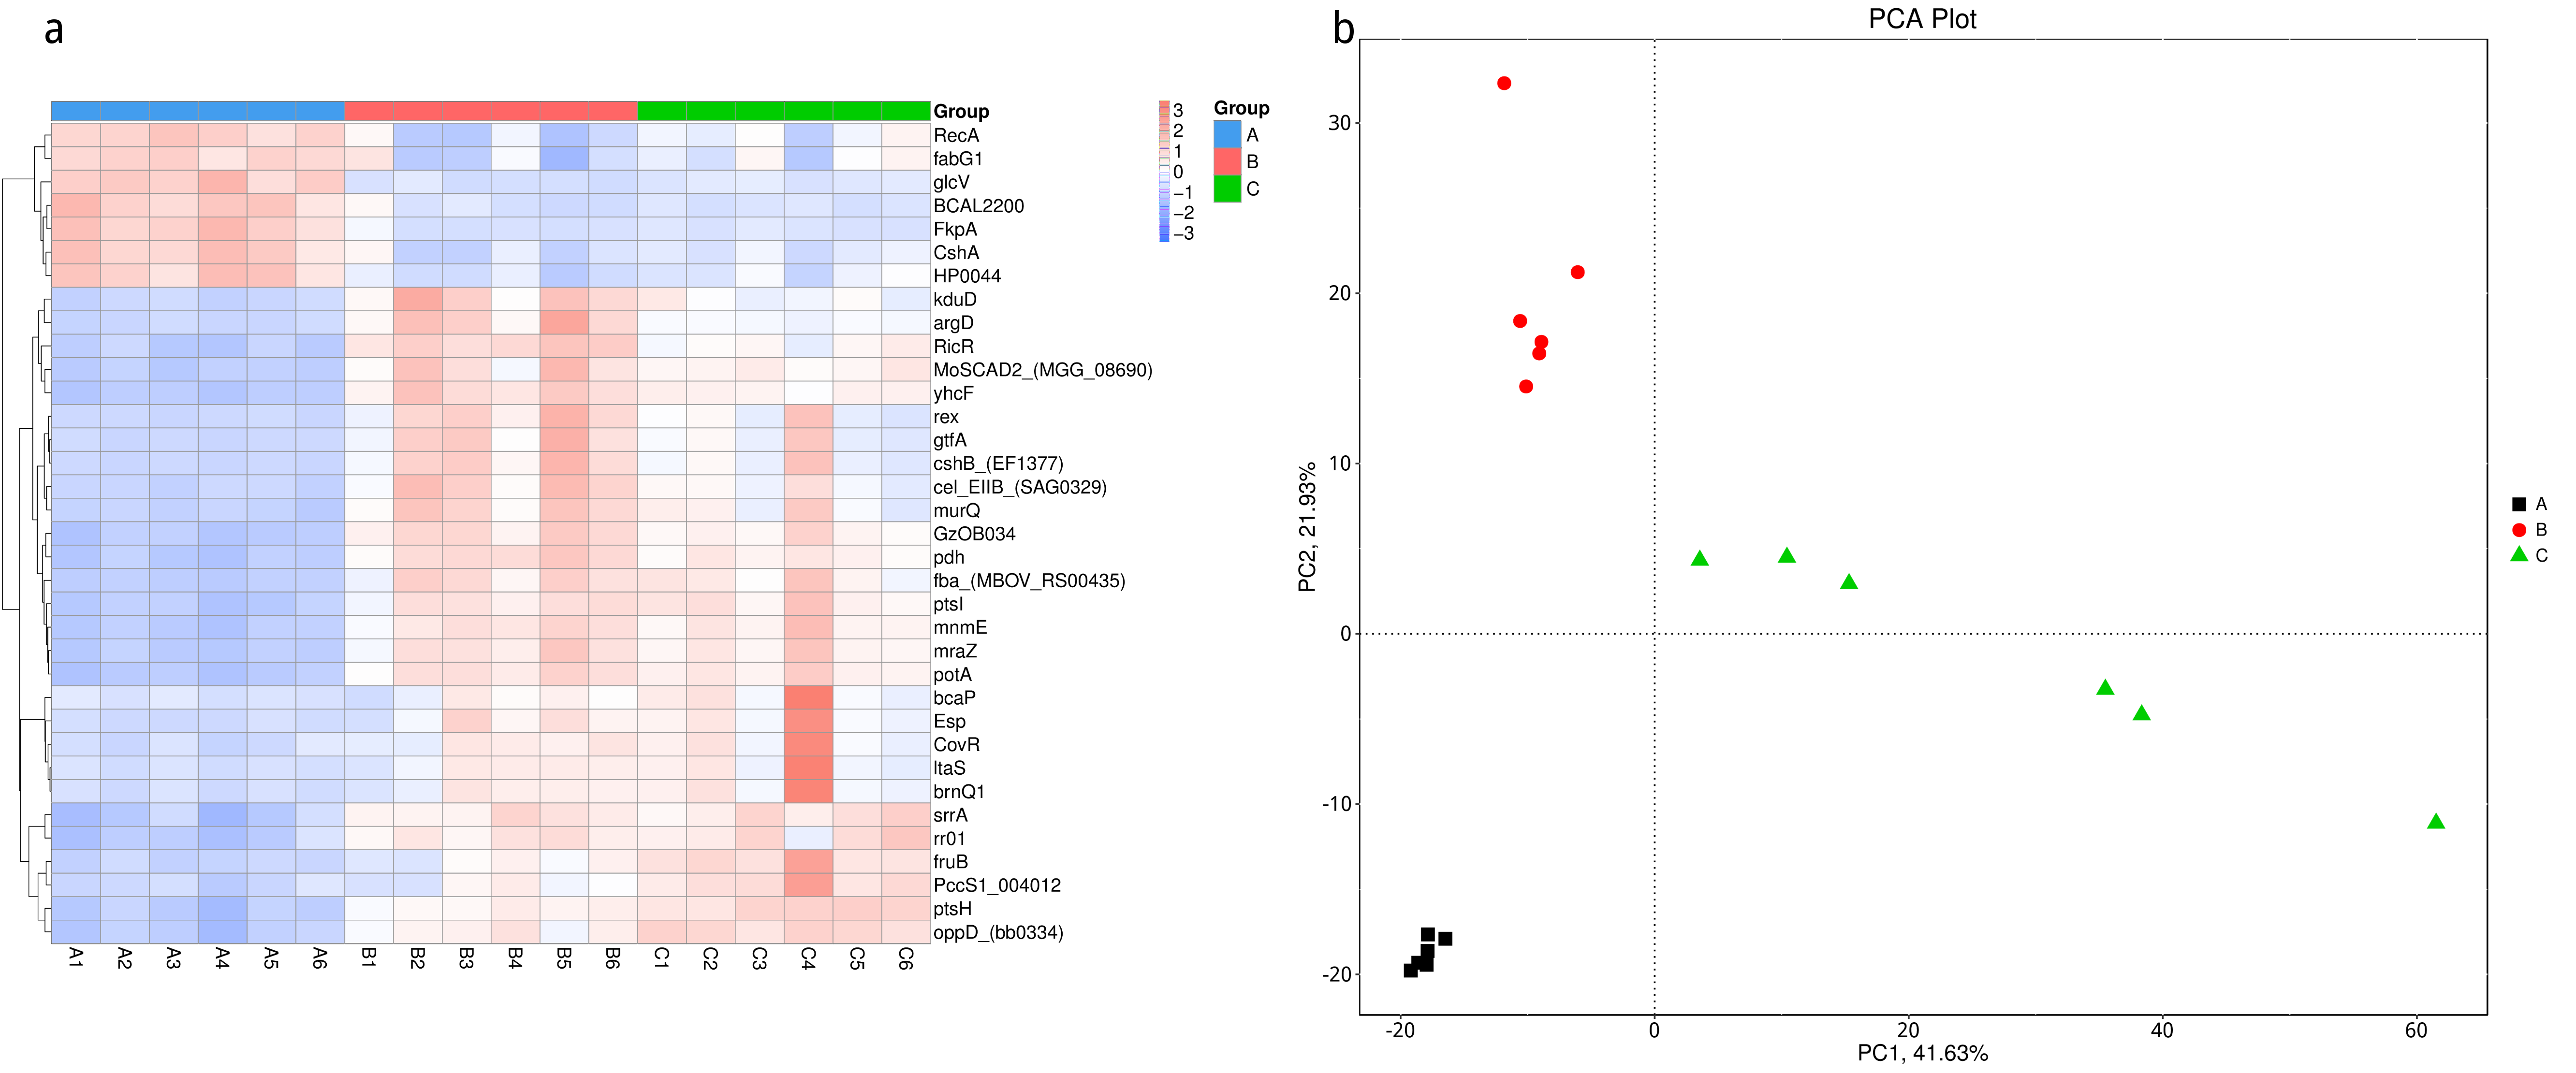 a
Group
RecA
fabG1
glcV
BCAL2200
FkpA
CshA
HP0044
kduD
argD
RicR
MoSCAD2_(MGG_08690)
yhcF
rex
gtfA
cshB_(EF1377)
cel_EIIB_(SAG0329)
murQ
GzOB034
pdh
fba_(MBOV_RS00435)
ptsI
mnmE
mraZ
potA
bcaP
Esp
CovR
ltaS
brnQ1
srrA
rr01
fruB
PccS1_004012
ptsH
oppD_(bb0334)
A1 A2 A3 A4 A5 A6 B1 B2 B3 B4 B5 B6 C1 C2 C3 C4 C5 C6
3
2
1
0
−1
−2
−3
Group
A
B
C
b
PCA Plot
PC2, 21.93%
30
20
10
0
-10
-20
-20 0 20 40 60
PC1, 41.63%
A
B
C